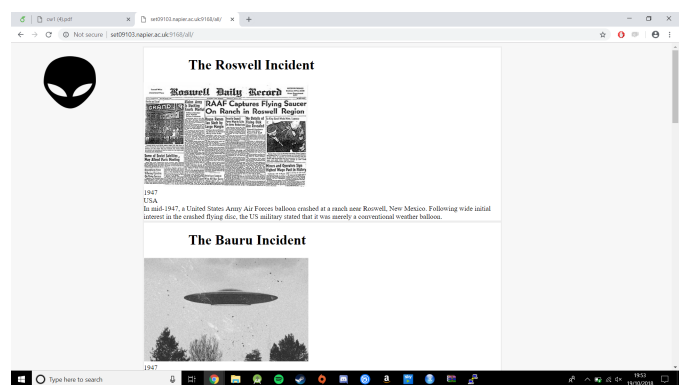 cw1 (4).pdf
set09103.napier.ac.uk:9168/all/
Not secure | set09103.napier.ac.uk:9168/all/
The Roswell Incident
Roswell Daily Record
RAAF Captures Flying Saucer
On Ranch in Roswell Region
1947
USA
In mid-1947, a United States Army Air Forces balloon crashed at a ranch near Roswell, New Mexico. Following wide initial
interest in the crashed flying disc, the US military stated that it was merely a conventional weather balloon.
The Bauru Incident
1947
Type here to search
19:53
19/10/2018